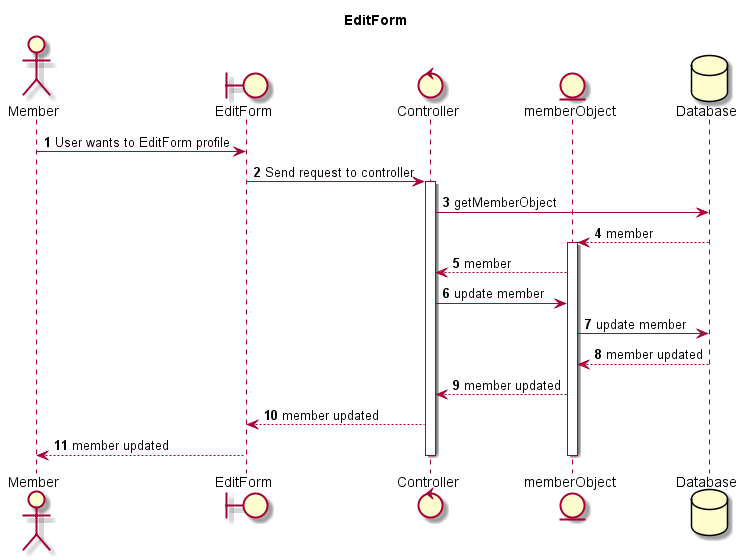 EditForm
Member
EditForm
Controller
memberObject
Database
1 User wants to EditForm profile
2 Send request to controller
3 getMemberObject
4 member
5 member
6 update member
7 update member
8 member updated
9 member updated
10 member updated
11 member updated
Member
EditForm
Controller
memberObject
Database